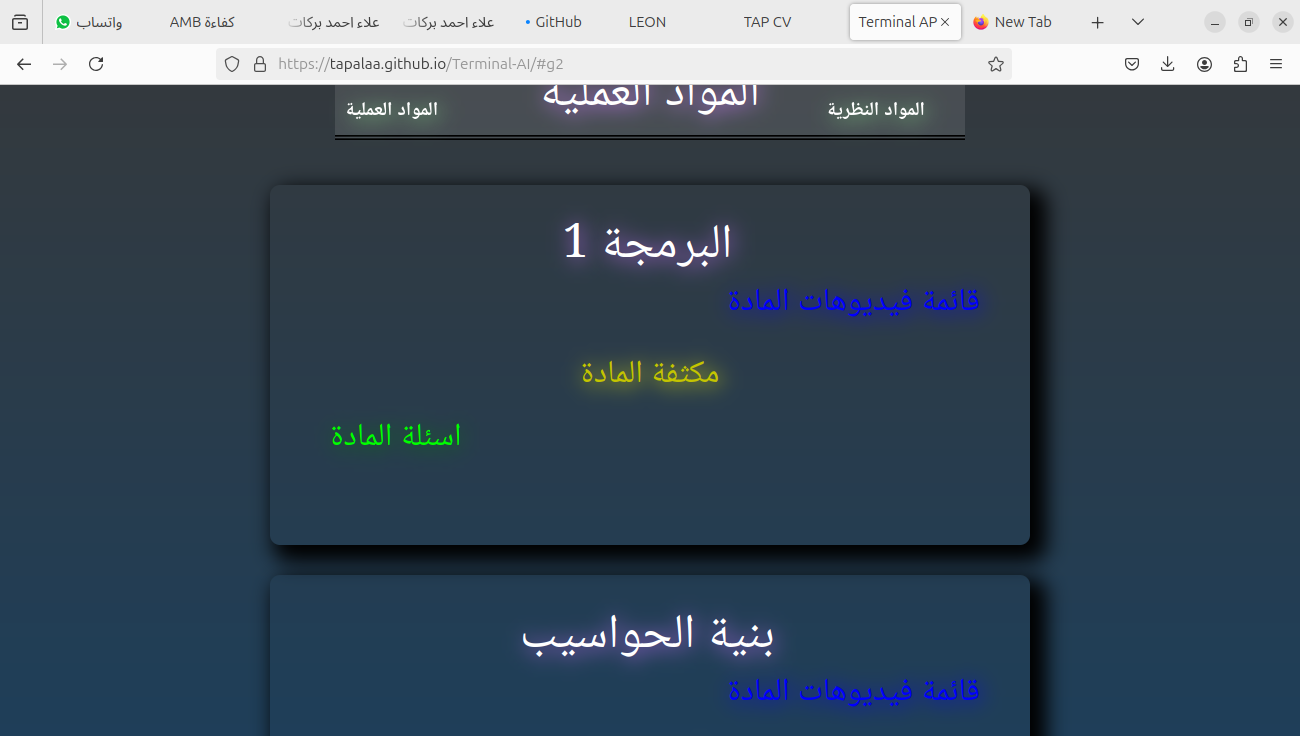 واتساب
AMB كفاءة
علاء احمد بركات
علاء احمد بركات
GitHub
LEON
TAP CV
Terminal AP
New Tab
https://tapalaa.github.io/Terminal-AI/#g2
المواد النظرية
المواد العملية
المواد العملية
البرمجة 1
قائمة فيديوهات المادة
مكثفة المادة
اسئلة المادة
بنية الحواسيب
قائمة فيديوهات المادة